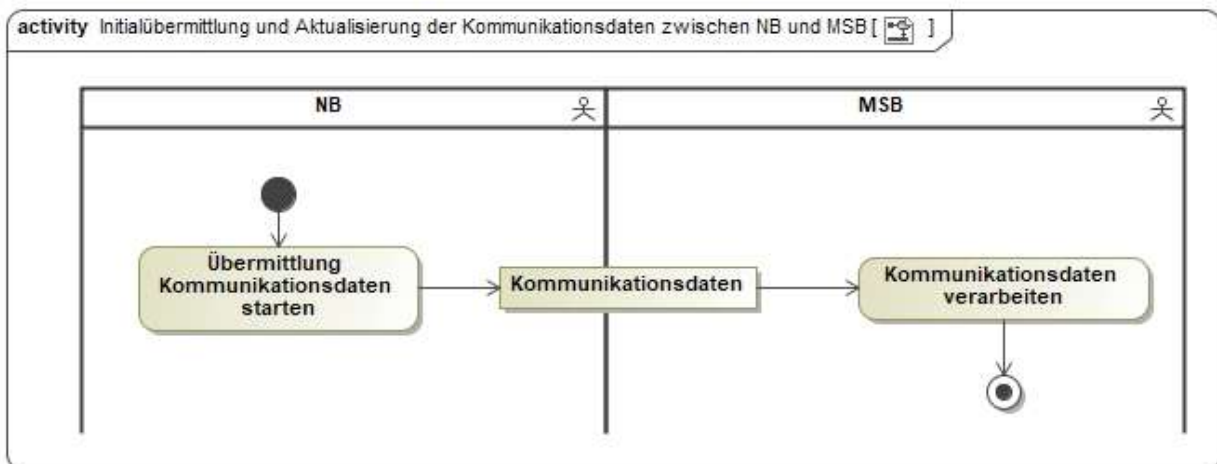 activity Initialübermittlung und Aktualisierung der Kommunikationsdaten zwischen NB und MSB [ ]
NB
MSB
Übermittlung
Kommunikationsdaten
starten
Kommunikationsdaten
Kommunikationsdaten
verarbeiten